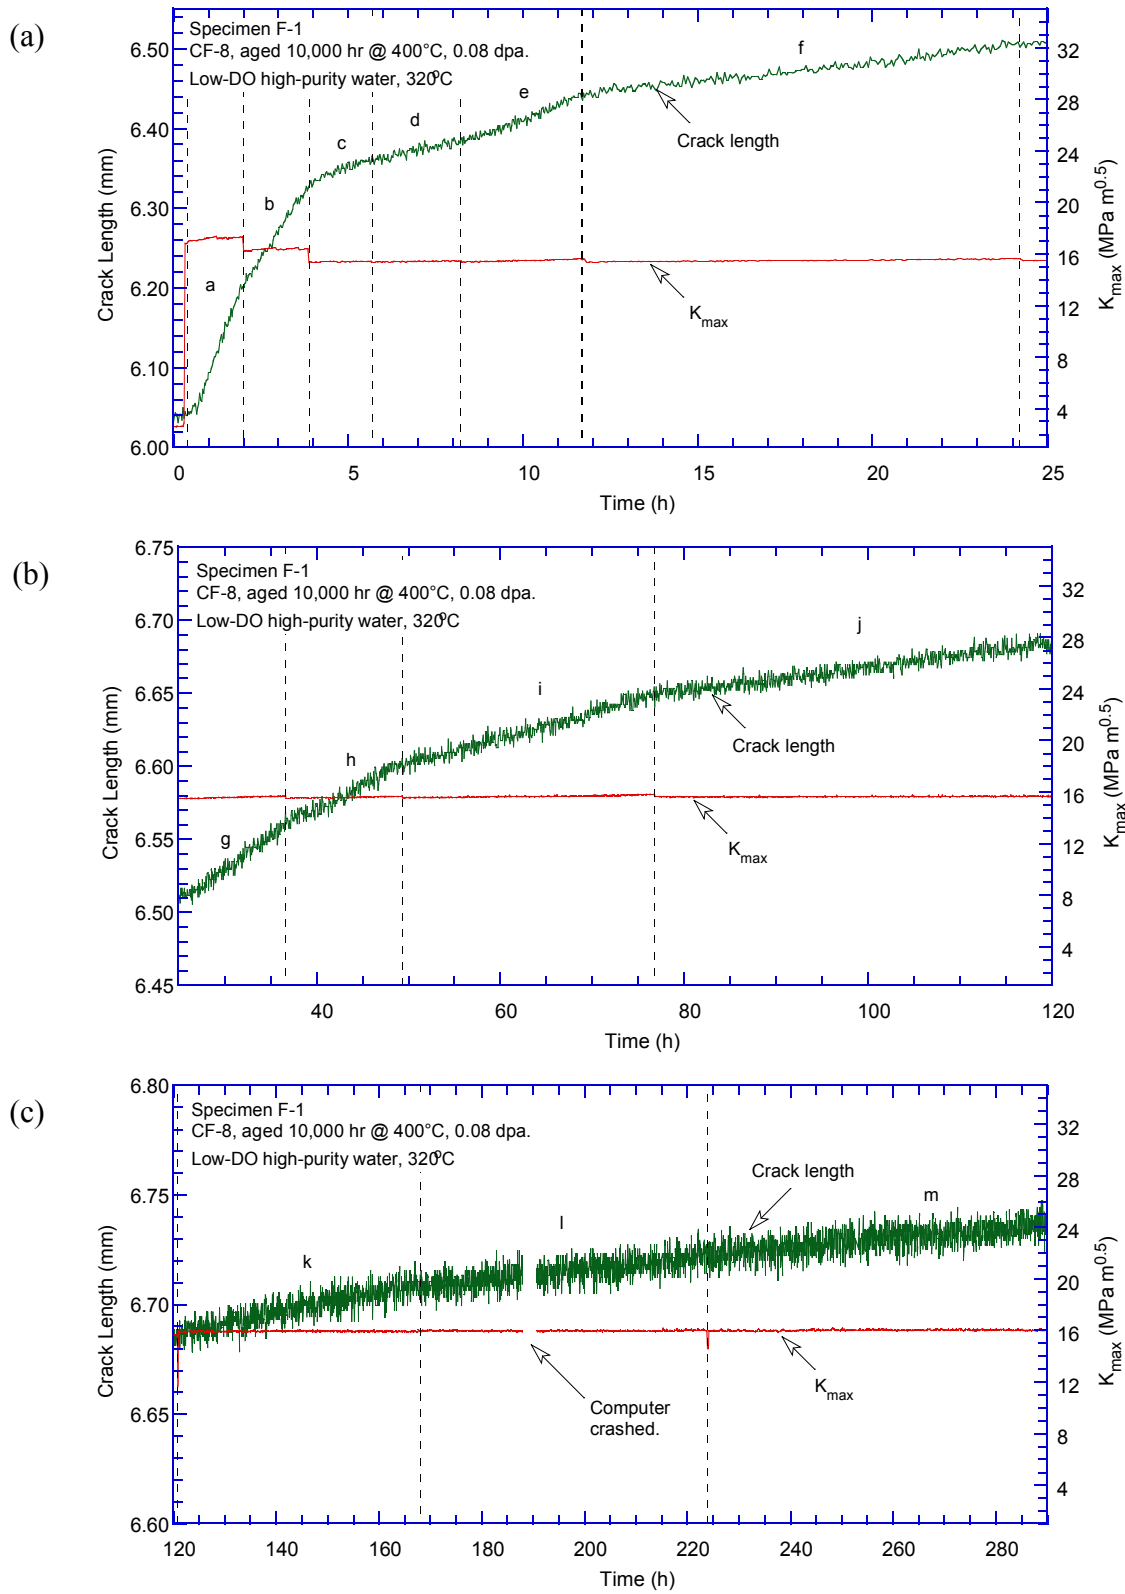 (a)
Specimen F-1
CF-8, aged 10,000 hr @ 400°C, 0.08 dpa.
Low-DO high-purity water, 320°C
a
b
c
d
e
f
Crack length
Kmax
6.50
6.40
6.30
6.20
6.10
6.00
Crack Length (mm)
32
28
24
20
16
12
8
4
Kmax (MPa m0.5)
0 5 10 15 20 25
Time (h)
(b)
Specimen F-1
CF-8, aged 10,000 hr @ 400°C, 0.08 dpa.
Low-DO high-purity water, 320°C
g
h
i
j
Crack length
Kmax
6.75
6.70
6.65
6.60
6.55
6.50
6.45
Crack Length (mm)
32
28
24
20
16
12
8
4
Kmax (MPa m0.5)
40 60 80 100 120
Time (h)
(c)
Specimen F-1
CF-8, aged 10,000 hr @ 400°C, 0.08 dpa.
Low-DO high-purity water, 320°C
k
l
m
Crack length
Computer
crashed.
Kmax
6.80
6.75
6.70
6.65
6.60
Crack Length (mm)
32
28
24
20
16
12
8
4
Kmax (MPa m0.5)
120 140 160 180 200 220 240 260 280
Time (h)